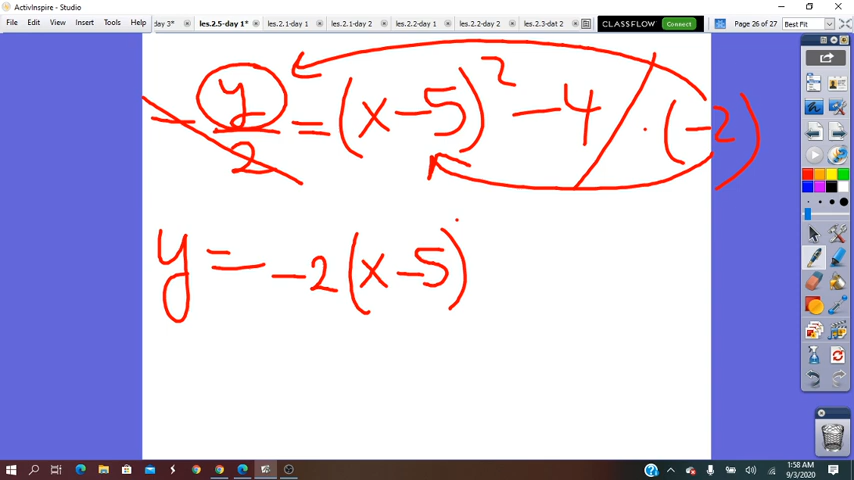 ActivInspire - Studio
File Edit View Insert Tools Help
day 3* les.2.5-day 1* les.2.1-day 1 les.2.1-day 2 les.2.2-day 1 les.2.2-day 2 les.2.3-dat 2 CLASSFLOW Connect Page 26 of 27 Best Fit
- y/2 = (x-5)² - 4 / · (-2)
y = -2(x-5)
1:58 AM
9/3/2020